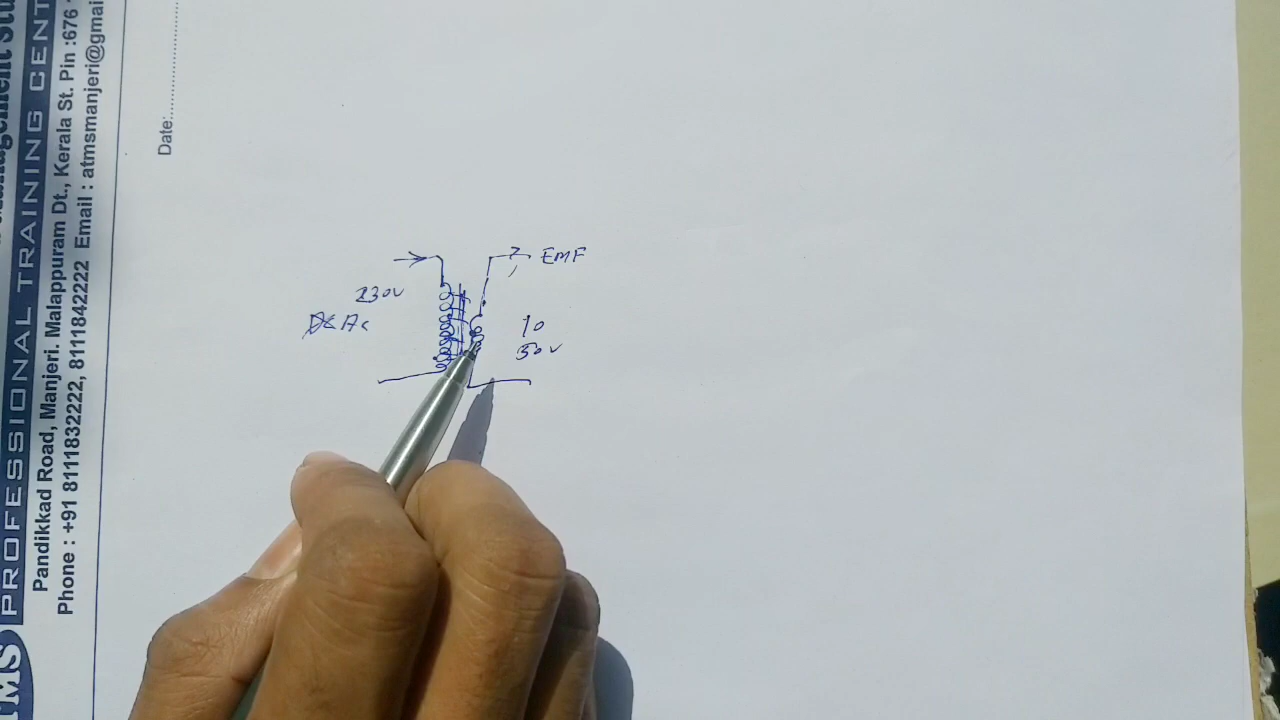 PROFESSIONAL TRAINING CENT
Pandikkad Road, Manjeri. Malappuram Dt., Kerala St. Pin :676
Phone : +91 8111832222, 8111842222 Email : atmsmanjeri@gmai
Date:
EMF
230V
Ac
10
50V